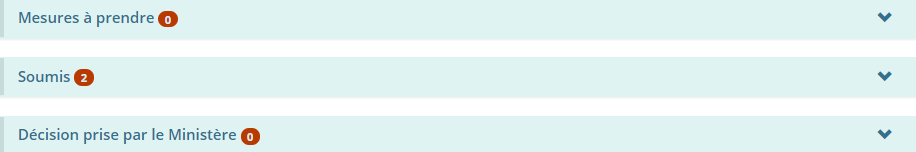 Mesures à prendre 0
Soumis 2
Décision prise par le Ministère 0